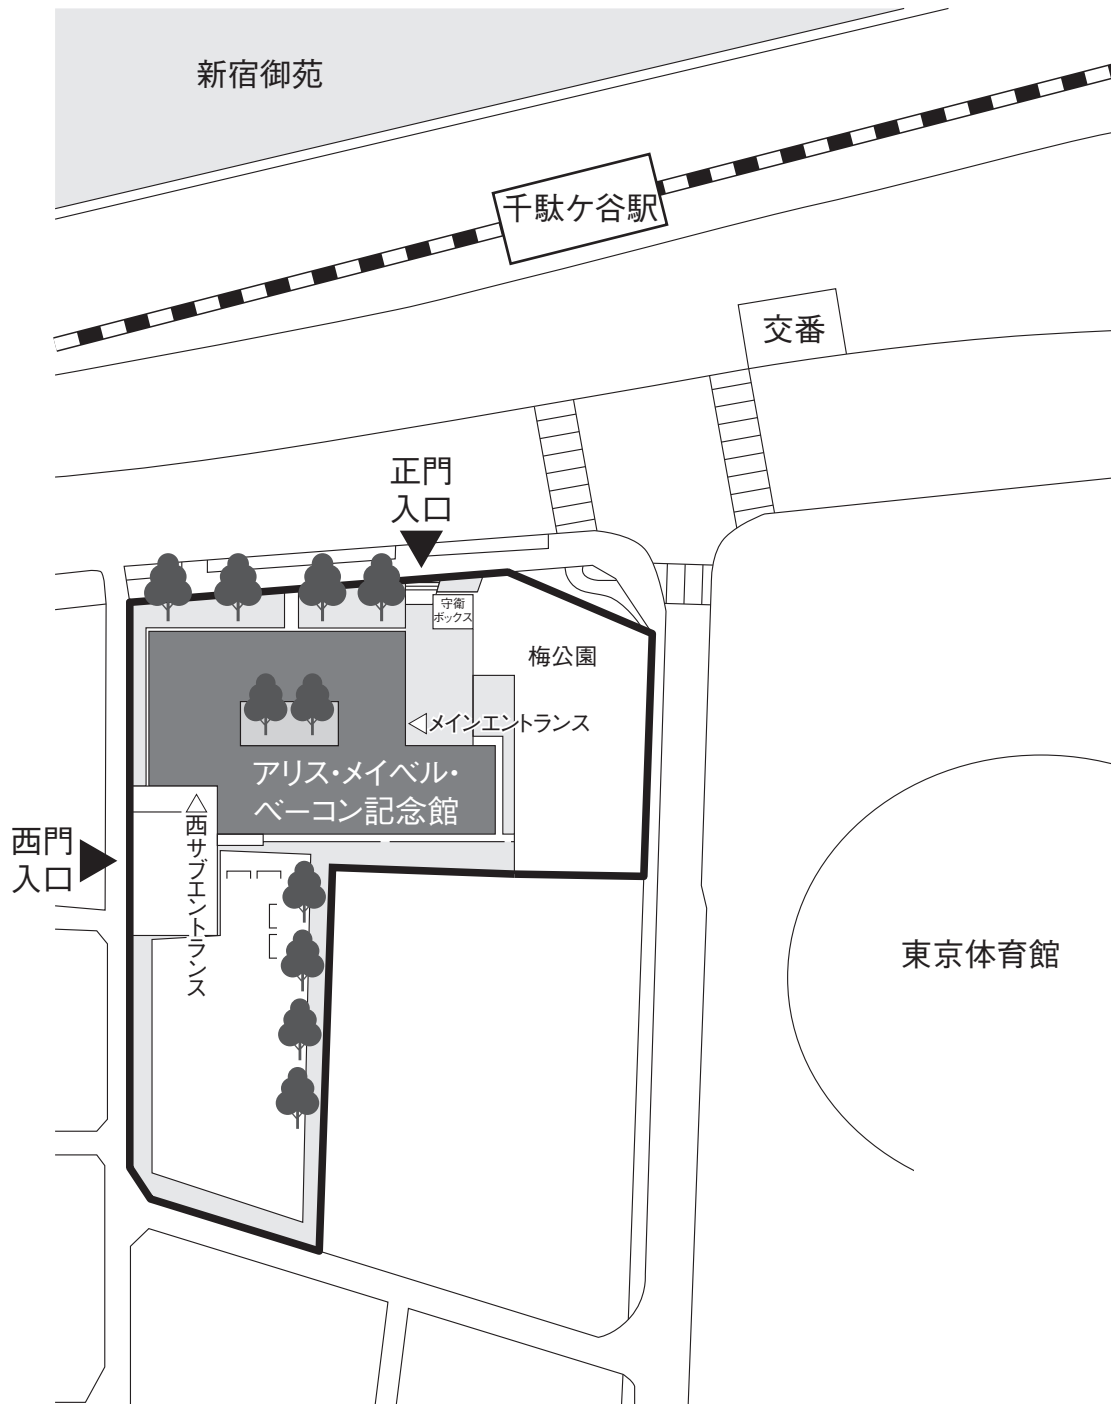 新宿御苑
千駄ケ谷駅
交番
正門
入口
守衛
ボックス
梅公園
メインエントランス
アリス・メイベル・
ベーコン記念館
西門
入口
西サブエントランス
東京体育館